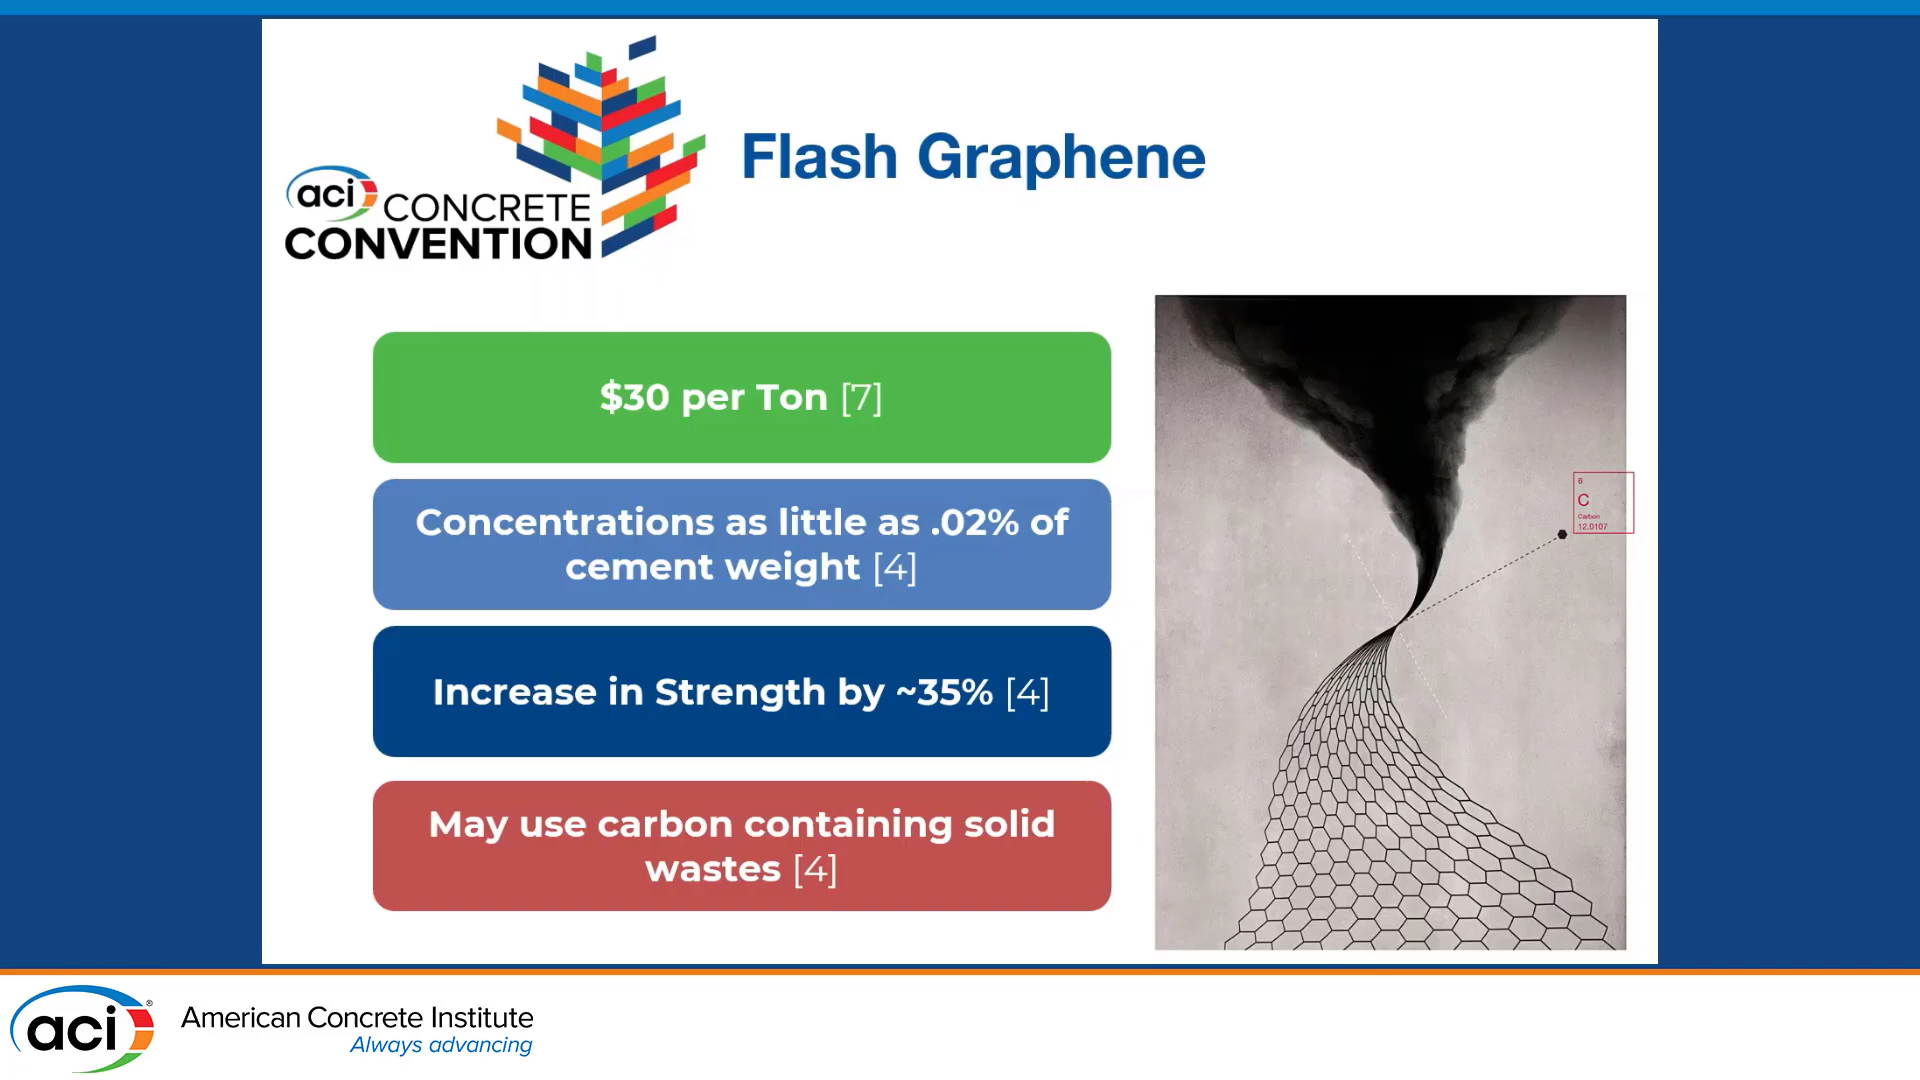 aci CONCRETE
CONVENTION
Flash Graphene
$30 per Ton [7]
Concentrations as little as .02% of
cement weight [4]
Increase in Strength by ~35% [4]
May use carbon containing solid
wastes [4]
6
C
Carbon
12.0107
aci®
American Concrete Institute
Always advancing